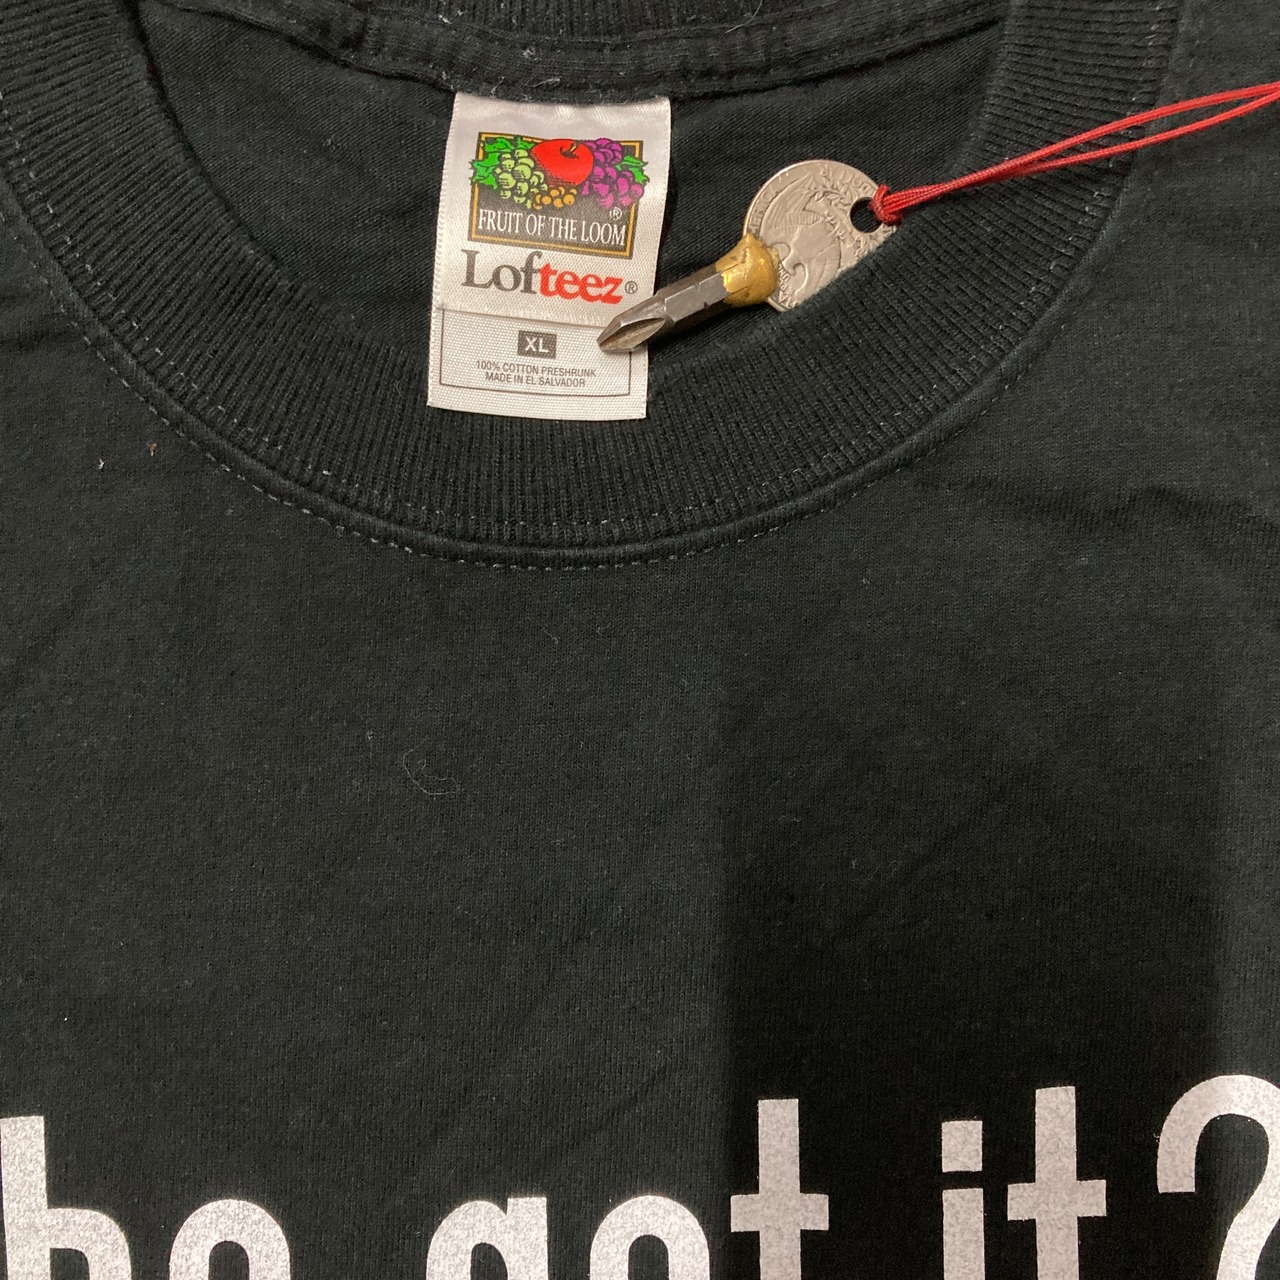 FRUIT OF THE LOOM®
Lofteez®
XL
100% COTTON PRESHRUNK
MADE IN EL SALVADOR
got it?